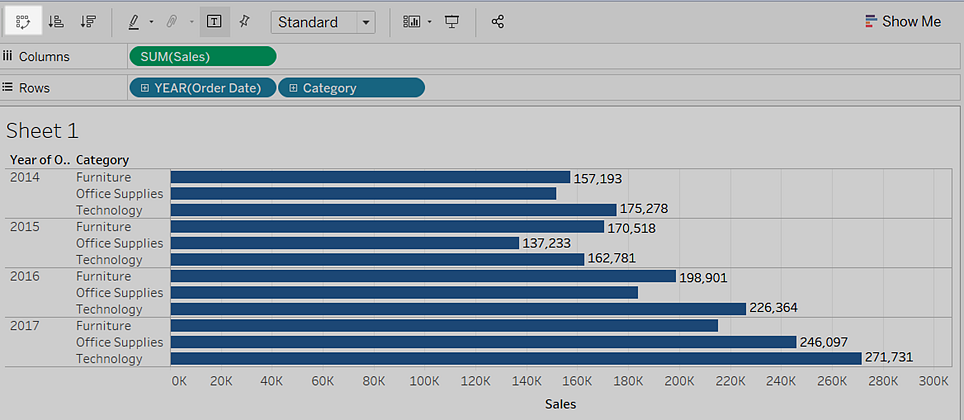 Standard
Show Me
Columns SUM(Sales)
Rows YEAR(Order Date) Category
Sheet 1
Year of O.. Category
2014 Furniture 157,193
Office Supplies
Technology 175,278
2015 Furniture 170,518
Office Supplies 137,233
Technology 162,781
2016 Furniture 198,901
Office Supplies
Technology 226,364
2017 Furniture
Office Supplies 246,097
Technology 271,731
0K 20K 40K 60K 80K 100K 120K 140K 160K 180K 200K 220K 240K 260K 280K 300K
Sales